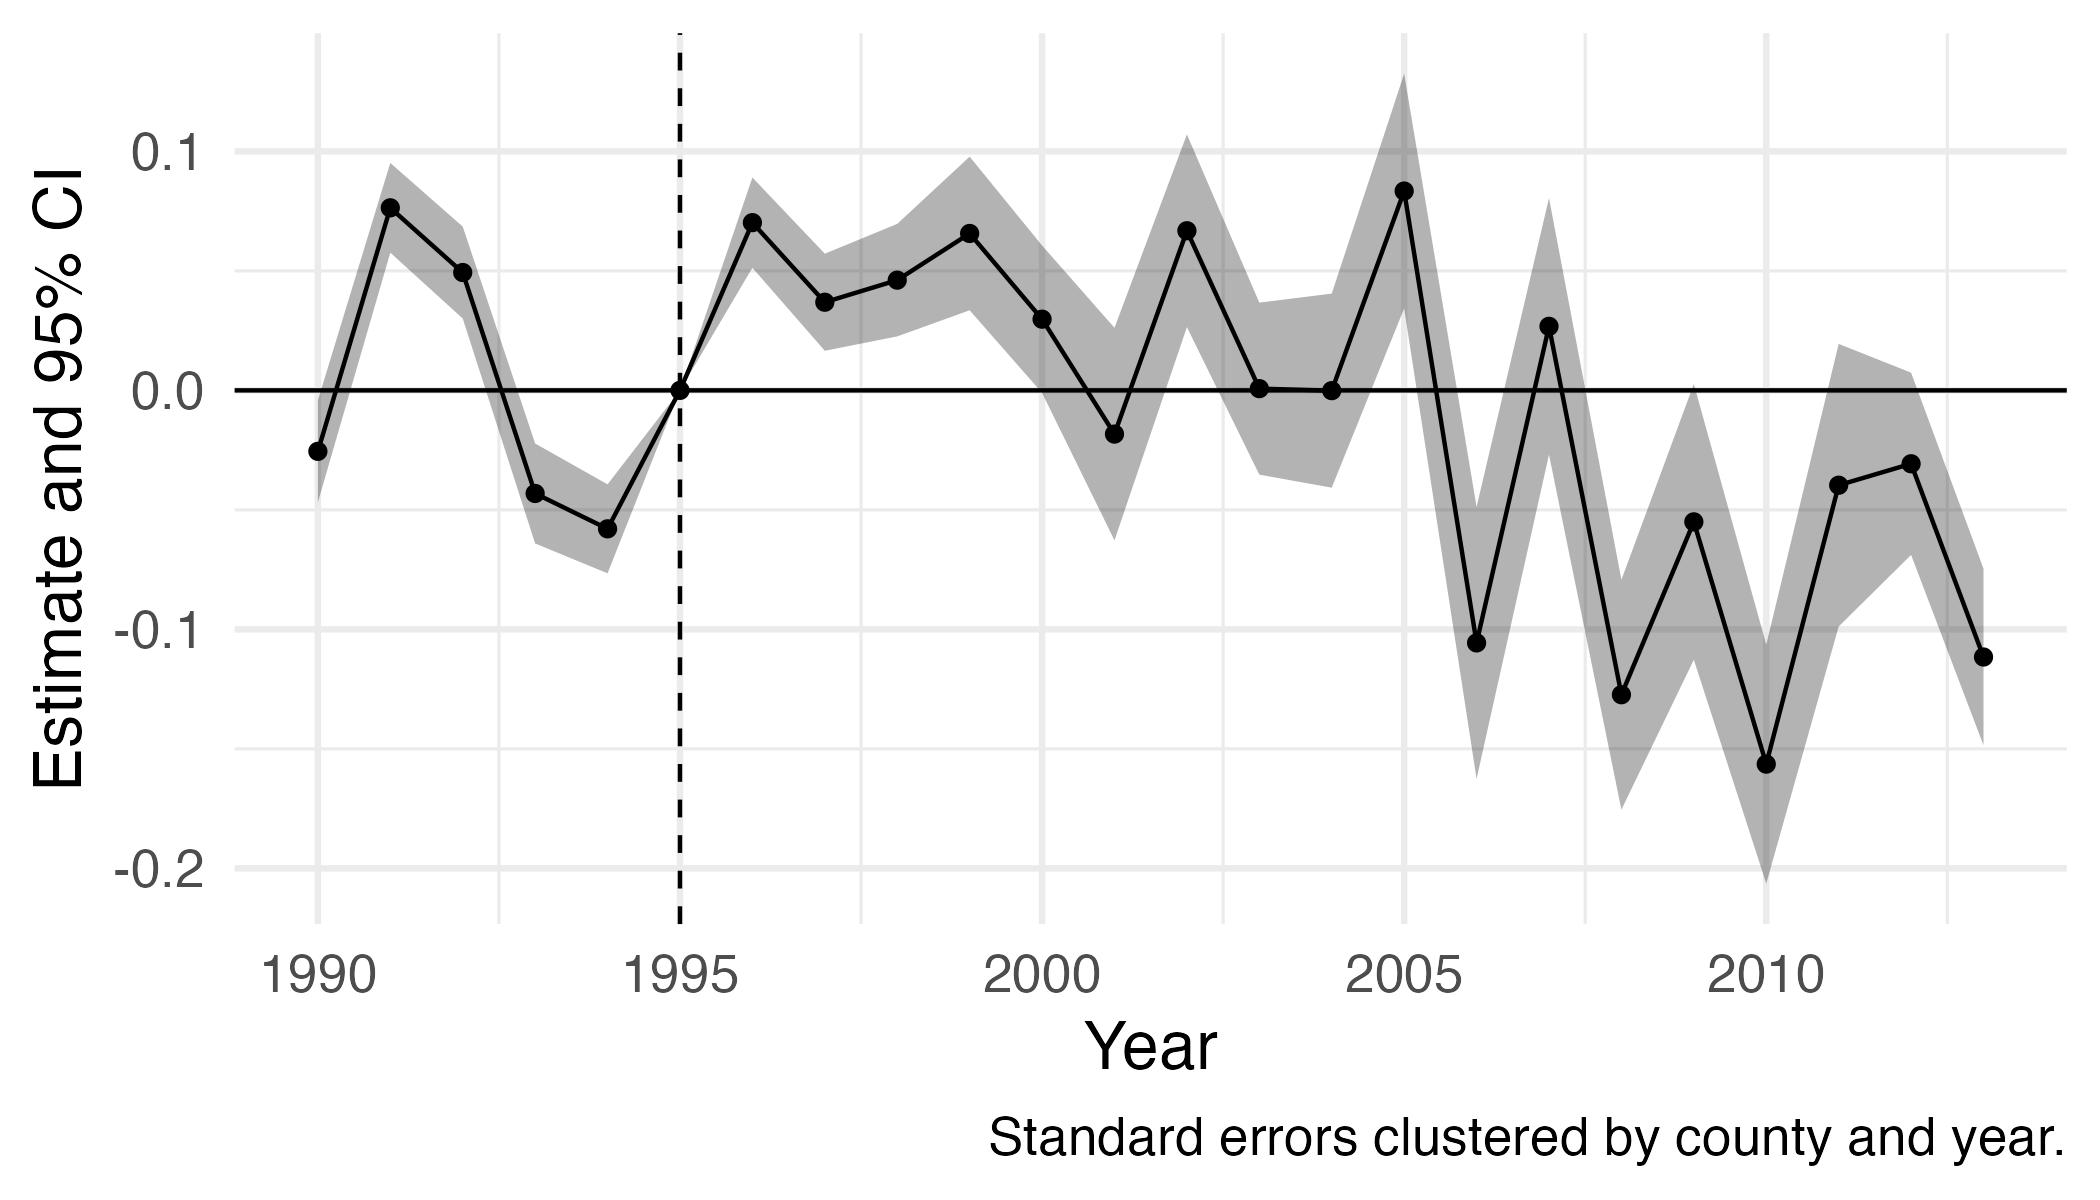 Estimate and 95% CI
0.1
0.0
-0.1
-0.2
1990 1995 2000 2005 2010
Year
Standard errors clustered by county and year.